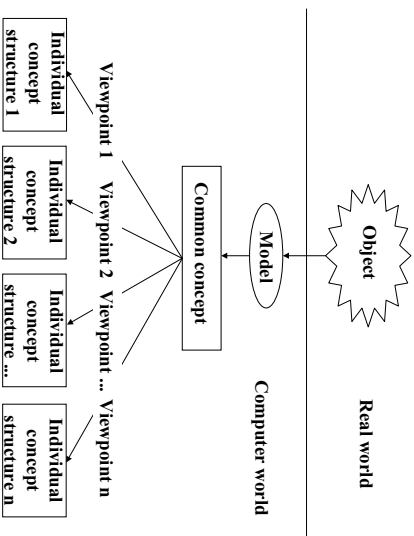 Real world
Object
Computer world
Model
Common concept
Viewpoint 1 Viewpoint 2 Viewpoint ... Viewpoint n
Individual
concept
structure 1
Individual
concept
structure 2
Individual
concept
structure ...
Individual
concept
structure n